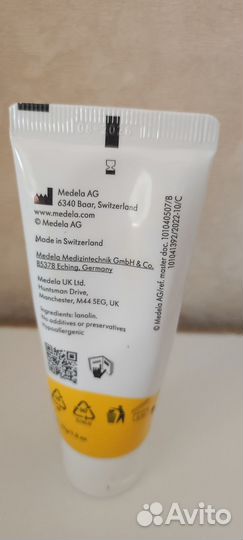 06-2026
Medela AG
6340 Baar, Switzerland
www.medela.com
© Medela AG
Made in Switzerland
Medela Medizintechnik GmbH & Co.
85378 Eching, Germany
Medela UK Ltd.
Huntsman Drive,
Manchester, M44 5EG, UK
Ingredients: lanolin.
No additives or preservatives
Hypoallergenic
© Medela AG/ref. master doc. 101040507/B
101041392/2022-10/C
Avito